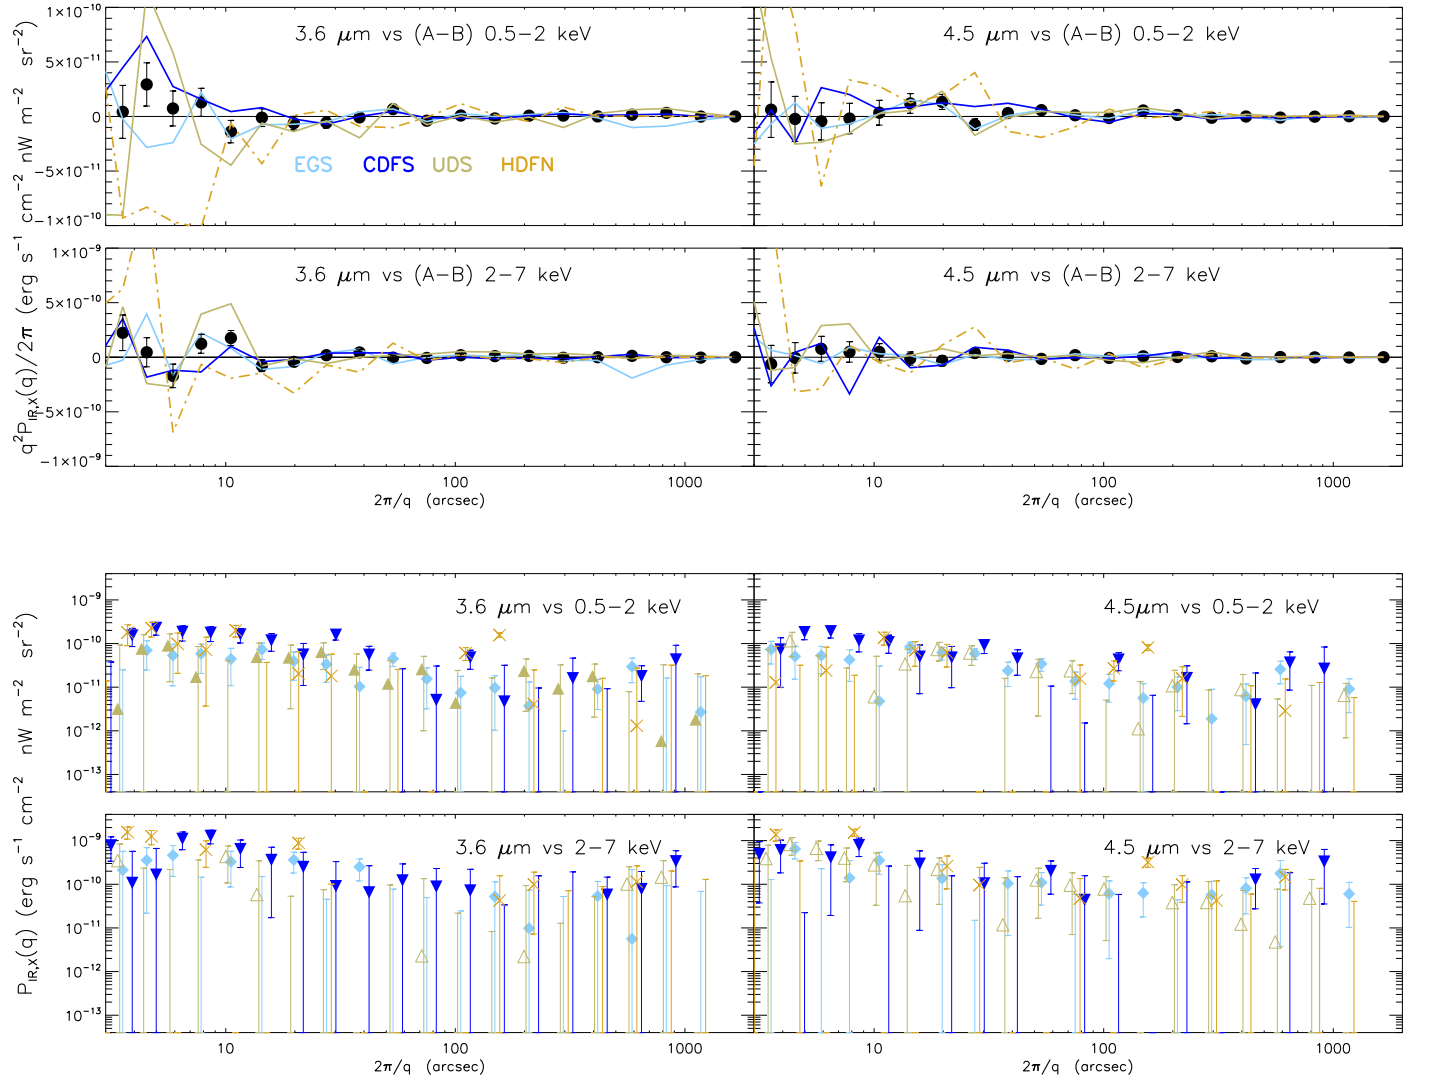 3.6 μm vs (A−B) 0.5−2 keV
4.5 μm vs (A−B) 0.5−2 keV
1×10⁻¹⁰
5×10⁻¹¹
0
−5×10⁻¹¹
−1×10⁻¹⁰
EGS CDFS UDS HDFN
3.6 μm vs (A−B) 2−7 keV
4.5 μm vs (A−B) 2−7 keV
1×10⁻⁹
5×10⁻¹⁰
0
−5×10⁻¹⁰
−1×10⁻⁹
q²P_IR,X(q)/2π (erg s⁻¹ cm⁻² nW m⁻² sr⁻²)
10 100 1000 10 100 1000
2π/q (arcsec) 2π/q (arcsec)
3.6 μm vs 0.5−2 keV
4.5μm vs 0.5−2 keV
10⁻⁹
10⁻¹⁰
10⁻¹¹
10⁻¹²
10⁻¹³
3.6 μm vs 2−7 keV
4.5 μm vs 2−7 keV
10⁻⁹
10⁻¹⁰
10⁻¹¹
10⁻¹²
10⁻¹³
P_IR,X(q) (erg s⁻¹ cm⁻² nW m⁻² sr⁻²)
10 100 1000 10 100 1000
2π/q (arcsec) 2π/q (arcsec)